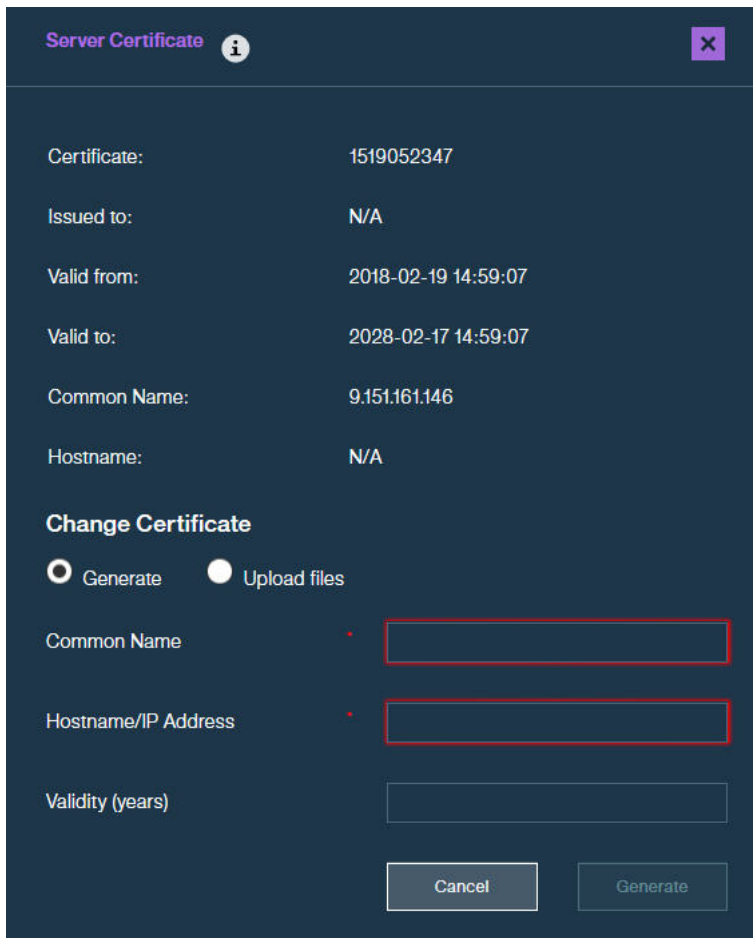 Server Certificate i ×
Certificate: 1519052347
Issued to: N/A
Valid from: 2018-02-19 14:59:07
Valid to: 2028-02-17 14:59:07
Common Name: 9.151.161.146
Hostname: N/A
Change Certificate
Generate Upload files
Common Name *
Hostname/IP Address *
Validity (years)
Cancel Generate